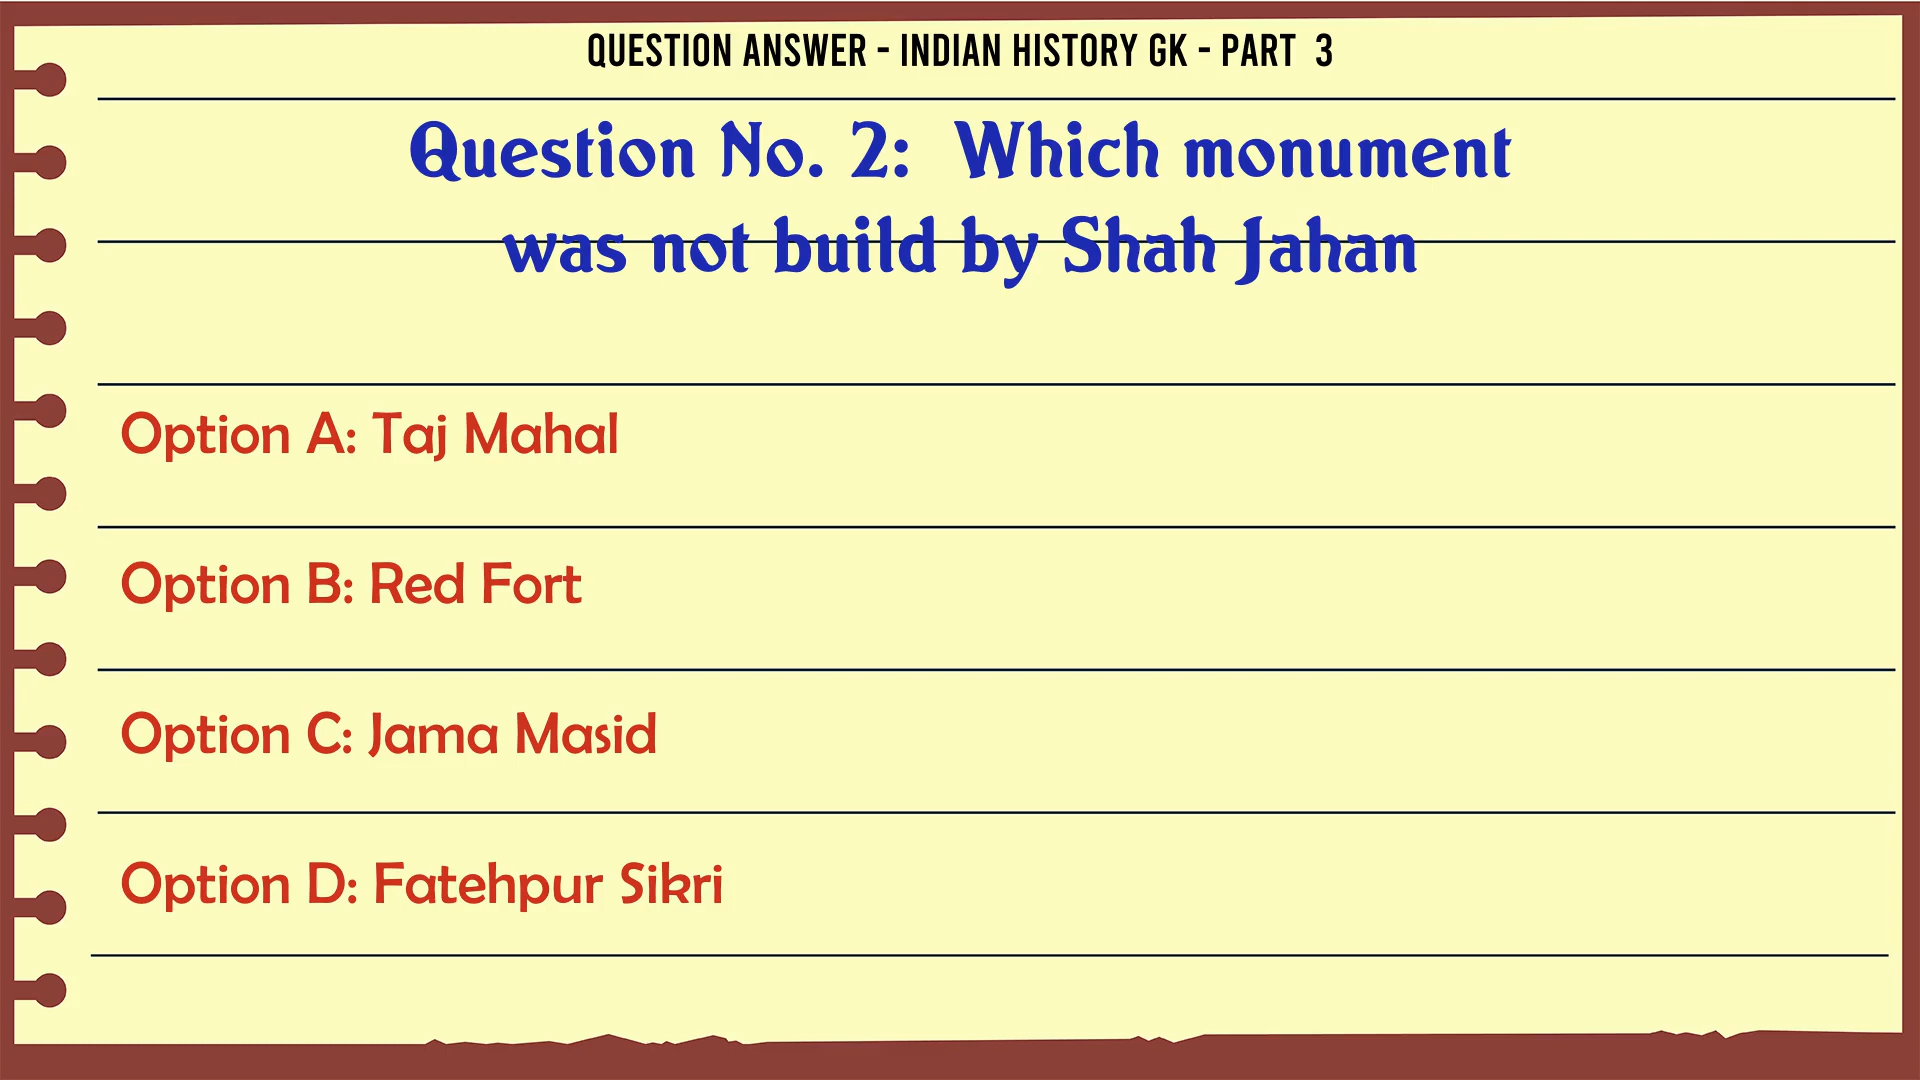 QUESTION ANSWER - INDIAN HISTORY GK - PART 3
Question No. 2: Which monument
was not build by Shah Jahan
Option A: Taj Mahal
Option B: Red Fort
Option C: Jama Masid
Option D: Fatehpur Sikri